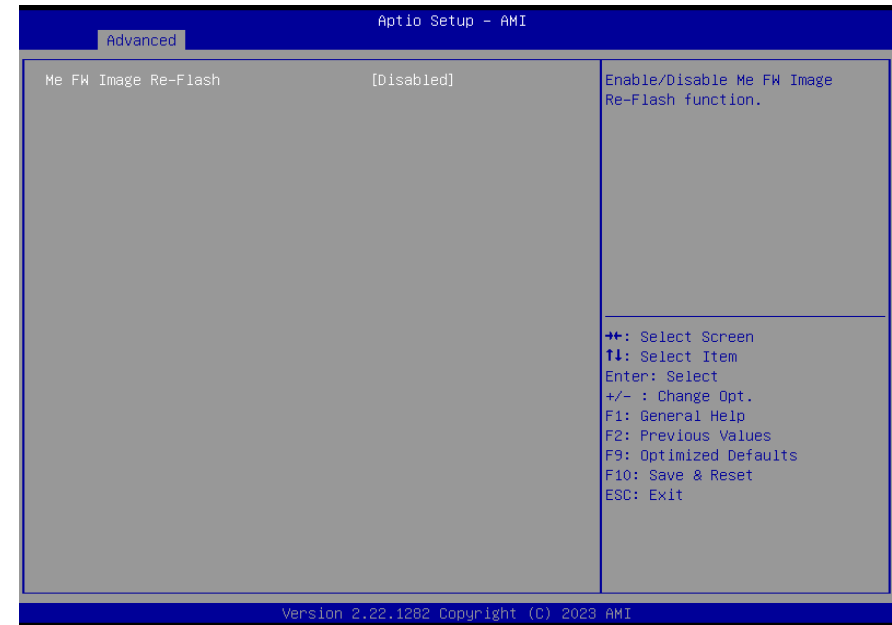 Aptio Setup – AMI
Advanced
Me FW Image Re-Flash [Disabled]
Enable/Disable Me FW Image
Re-Flash function.
→←: Select Screen
↑↓: Select Item
Enter: Select
+/- : Change Opt.
F1: General Help
F2: Previous Values
F9: Optimized Defaults
F10: Save & Reset
ESC: Exit
Version 2.22.1282 Copyright (C) 2023 AMI